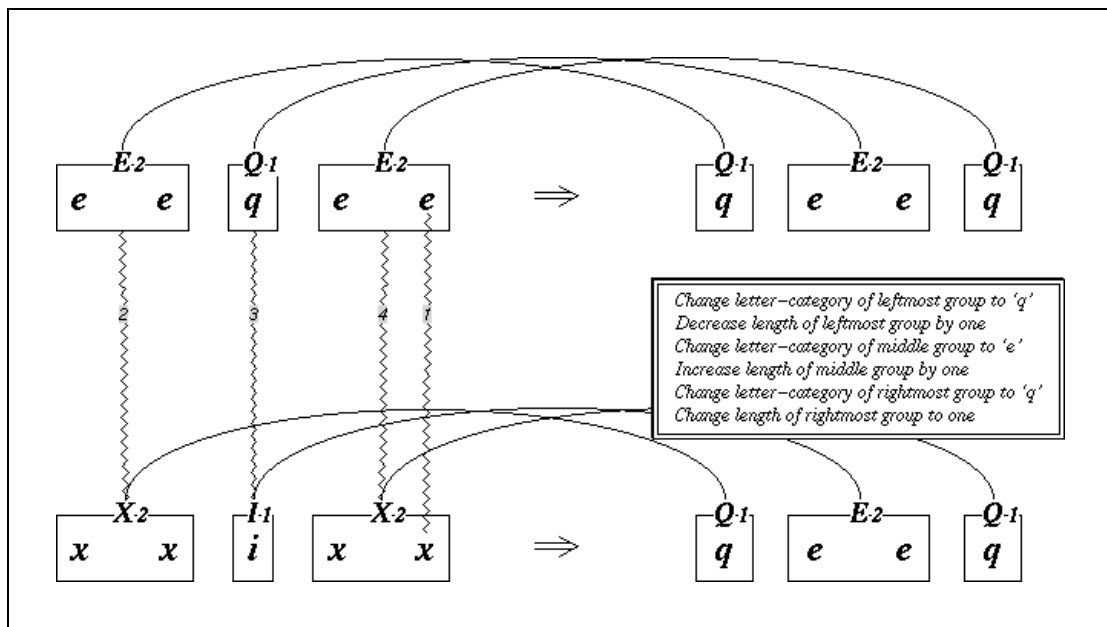 E-2 Q-1 E-2 Q-1 E-2 Q-1
e e q e e ⇒ q e e q
2 3 4 1
Change letter–category of leftmost group to ‘q’
Decrease length of leftmost group by one
Change letter–category of middle group to ‘e’
Increase length of middle group by one
Change letter–category of rightmost group to ‘q’
Change length of rightmost group to one
X-2 I-1 X-2 Q-1 E-2 Q-1
x x i x x ⇒ q e e q